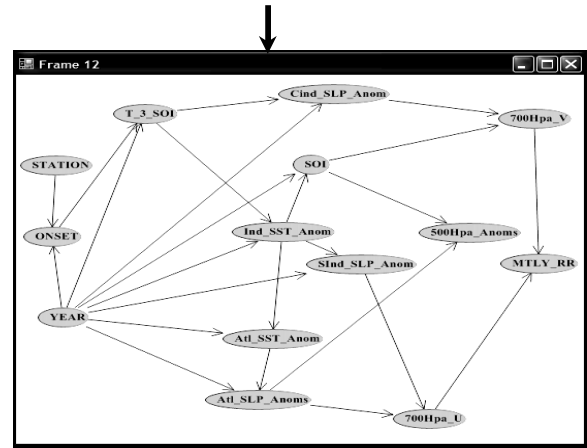 Frame 12
Cind_SLP_Anom
T_3_SOI
700Hpa_V
STATION
SOI
ONSET
Ind_SST_Anom
500Hpa_Anoms
SInd_SLP_Anom
MTLY_RR
YEAR
Atl_SST_Anom
Atl_SLP_Anoms
700Hpa_U